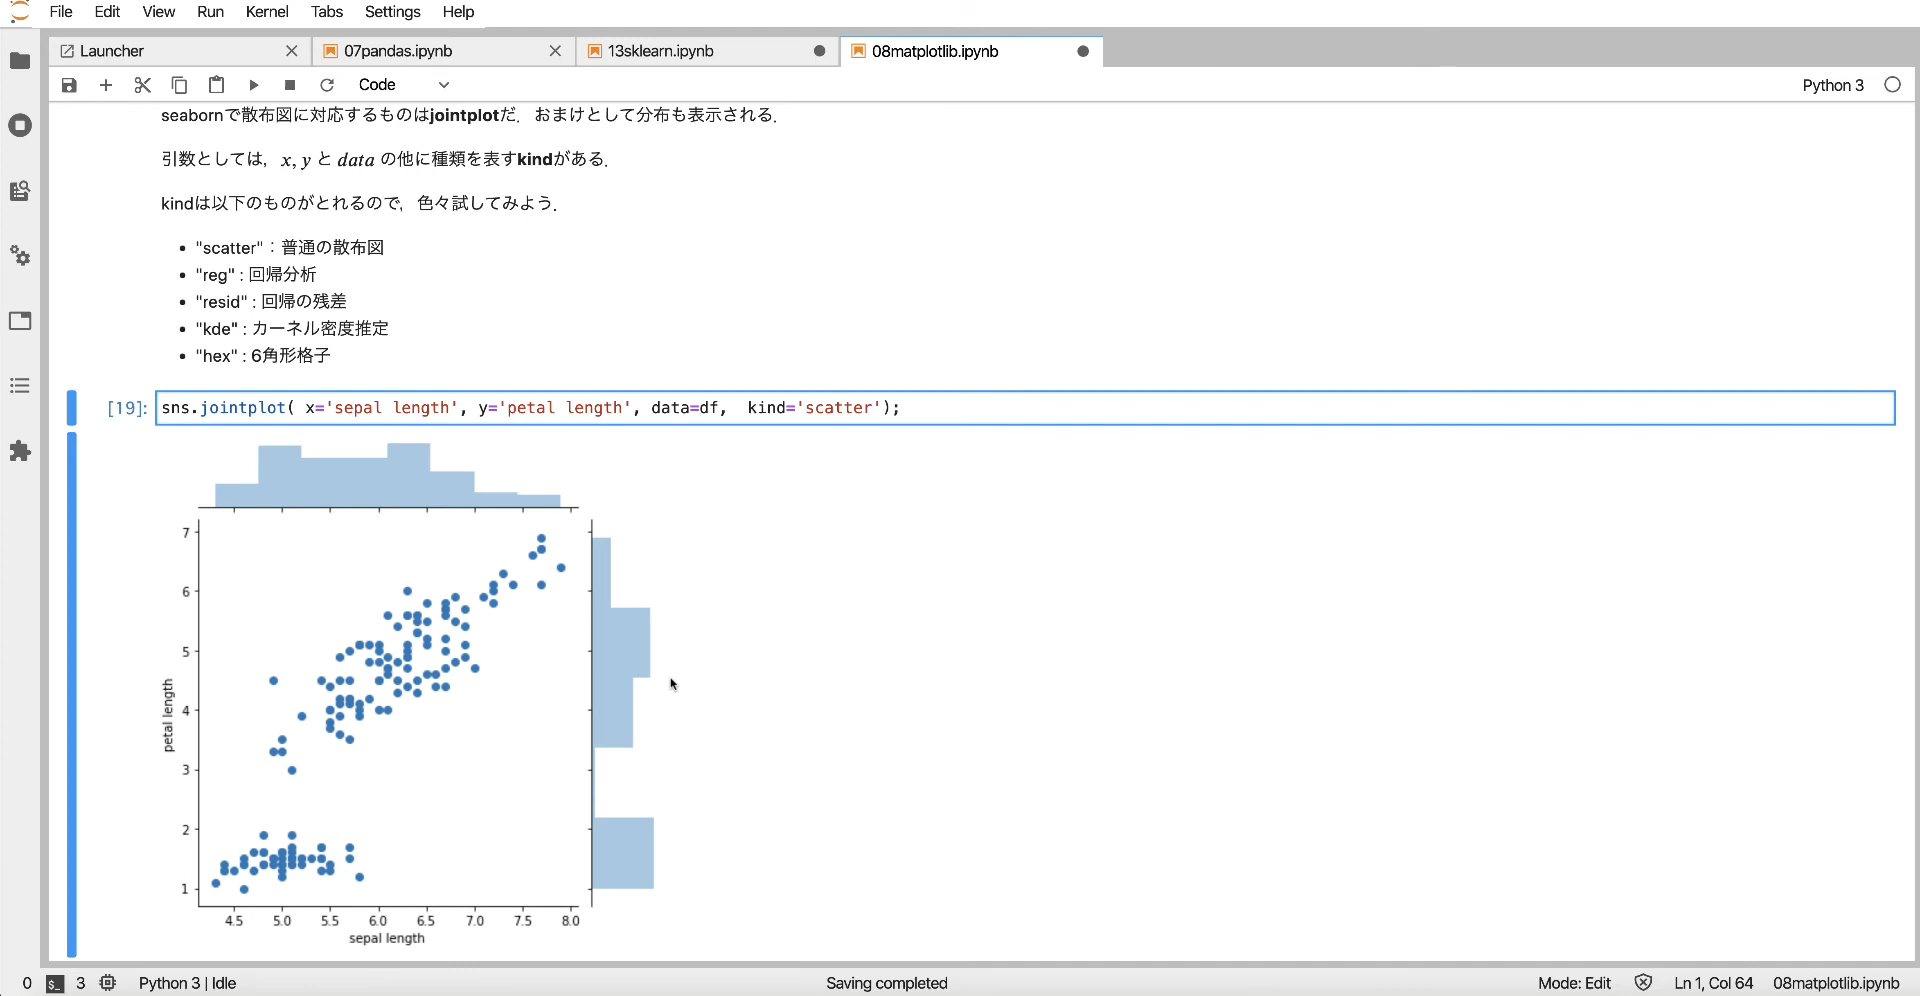 File Edit View Run Kernel Tabs Settings Help
Launcher 07pandas.ipynb 13sklearn.ipynb 08matplotlib.ipynb
Code Python 3
seabornで散布図に対応するものはjointplotだ．おまけとして分布も表示される．
引数としては，x, y と data の他に種類を表すkindがある．
kindは以下のものがとれるので，色々試してみよう．
• "scatter"：普通の散布図
• "reg" : 回帰分析
• "resid" : 回帰の残差
• "kde" : カーネル密度推定
• "hex" : 6角形格子
[19]: sns.jointplot( x='sepal length', y='petal length', data=df,  kind='scatter');
7
6
5
4
3
2
1
petal length
4.5 5.0 5.5 6.0 6.5 7.0 7.5 8.0
sepal length
0 $_ 3 Python 3 | Idle Saving completed Mode: Edit Ln 1, Col 64 08matplotlib.ipynb